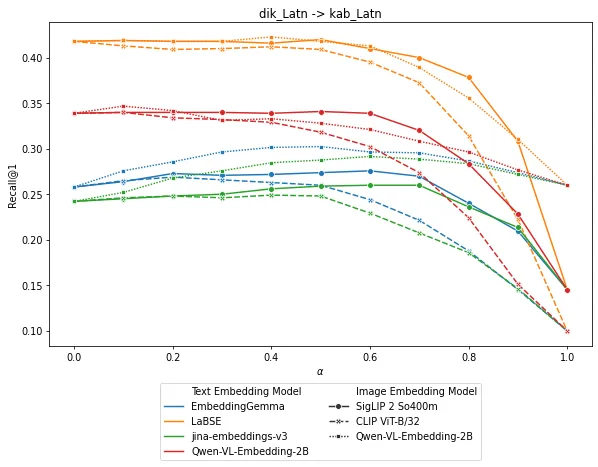 dik_Latn -> kab_Latn
Recall@1
0.40
0.35
0.30
0.25
0.20
0.15
0.10
0.0 0.2 0.4 0.6 0.8 1.0
α
Text Embedding Model
EmbeddingGemma
LaBSE
jina-embeddings-v3
Qwen-VL-Embedding-2B
Image Embedding Model
SigLIP 2 So400m
CLIP ViT-B/32
Qwen-VL-Embedding-2B